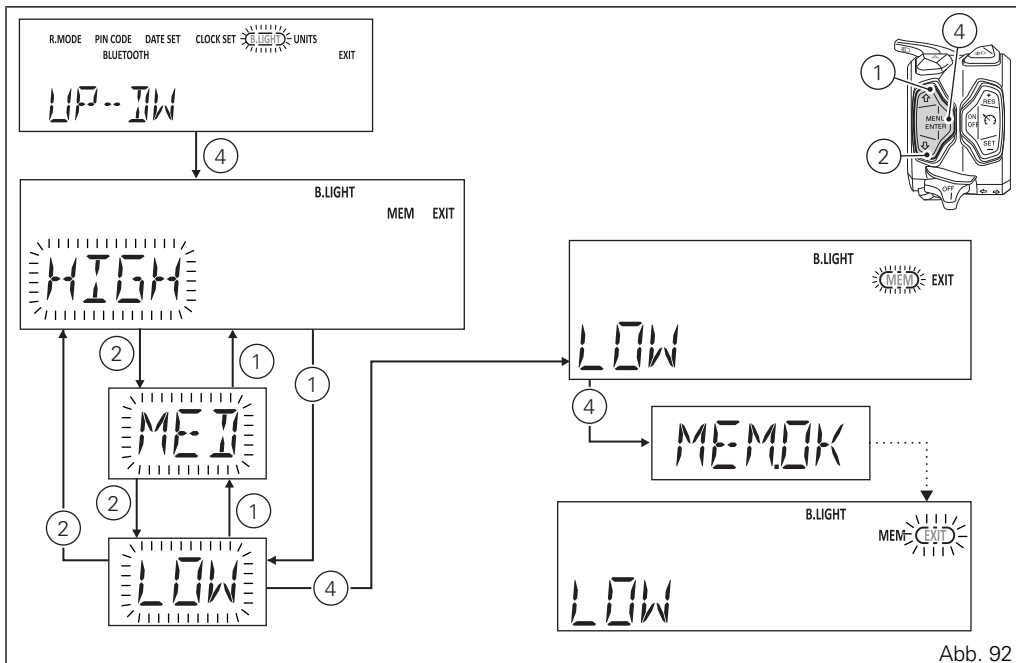 R.MODE PIN CODE DATE SET CLOCK SET B.LIGHT UNITS
BLUETOOTH EXIT
UP--DW
4
B.LIGHT
MEM EXIT
HIGH
2
1
1
MED
2
1
2
LOW
4
1
2
4
MENU
ENTER
ON
OFF
+
RES
SET
-
OFF
B.LIGHT
MEM EXIT
LOW
4
MEM.OK
B.LIGHT
MEM EXIT
LOW
Abb. 92